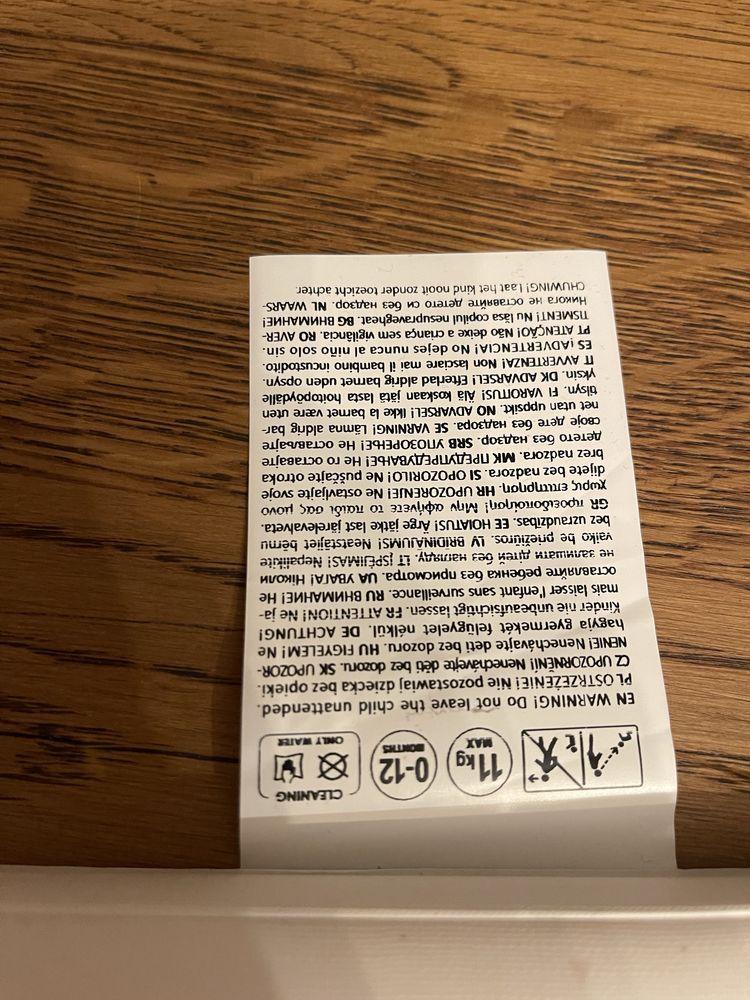 CLEANING
ONLY WATER
0-12
MONTHS
11kg
MAX
EN WARNING! Do not leave the child unattended.
PL OSTRZEŻENIE! Nie pozostawiaj dziecka bez opieki.
CZ UPOZORNĚNÍ! Nenechávejte děti bez dozoru. SK UPOZOR-
NENIE! Nenechávajte deti bez dozoru. HU FIGYELEM! Ne
hagyja gyermekét felügyelet nélkül. DE ACHTUNG!
Kinder nie unbeaufsichtigt lassen. FR ATTENTION! Ne ja-
mais laisser l'enfant sans surveillance. RU ВНИМАНИЕ! Не
оставляйте ребенка без присмотра. UA УВАГА! Ніколи
не залишати дітей без нагляду. LT ĮSPĖJIMAS! Nepalikite
vaiko be priežiūros. LV BRĪDINĀJUMS! Neatstājiet bērnu
bez uzraudzības. EE HOIATUS! Ärge jätke last järelevalveta.
GR προειδοποίηση! Μην αφήνετε το παιδί σας μόνο
χωρίς επιτήρηση. HR UPOZORENJE! Ne ostavljajte svoje
dijete bez nadzora. SI OPOZORILO! Ne puščajte otroka
brez nadzora. MK ПРЕДУПРЕДУВАЊЕ! Не го оставајте
детето без надзор. SRB УПОЗОРЕЊЕ! Не остављајте
своје дете без надзора. SE VARNING! Lämna aldrig bar-
net utan uppsikt. NO ADVARSEL! Ikke la barnet være uten
tilsyn. FI VAROITUS! Älä koskaan jätä lasta hoitopöydälle
yksin. DK ADVARSEL! Efterlad aldrig barnet uden opsyn.
IT AVVERTENZA! Non lasciare mai il bambino incustodito.
ES ¡ADVERTENCIA! No dejes nunca al niño solo sin.
PT ATENÇÃO! Não deixe a criança sem vigilância. RO AVER-
TISMENT! Nu lăsa copilul nesupravegheat. BG ВНИМАНИЕ!
Никога не оставяйте детето си без надзор. NL WAARS-
CHUWING! Laat het kind nooit zonder toezicht achter.